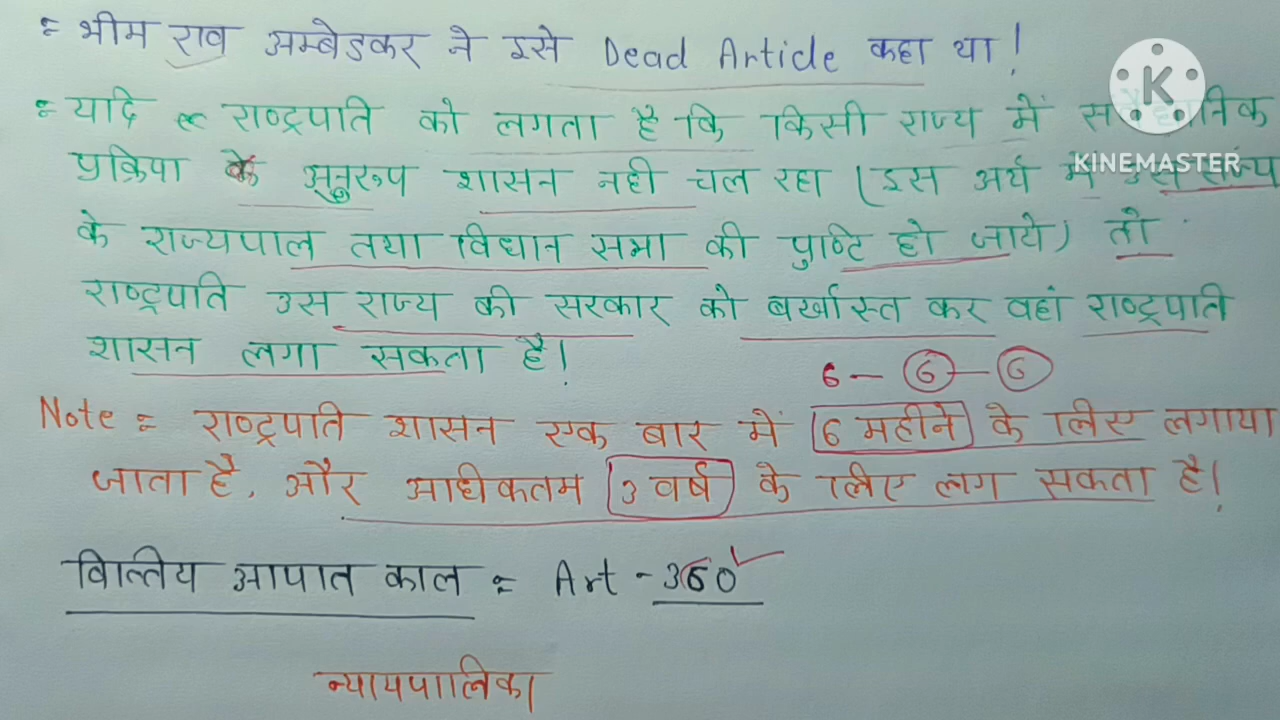 = भीम राव अम्बेडकर ने इसे Dead Article कहा था!
= यादि राष्ट्रपति को लगता है कि किसी राज्य में
प्रक्रिया के अनुरूप शासन नही चल रहा (इस अर्थ में उस राज्य
के राज्यपाल तथा विधान सभा की पुष्टि हो जाये) तो
राष्ट्रपति उस राज्य की सरकार को बर्खास्त कर वहां राष्ट्रपति
शासन लगा सकता है।
6 - 6 - 6
Note = राष्ट्रपति शासन एक बार में 6 महीने के लिए लगाया
जाता है, और अधिकतम 3 वर्ष के लिए लग सकता है।
वित्तिय आपात काल = Art - 360
न्यायपालिका
K
KINEMASTER